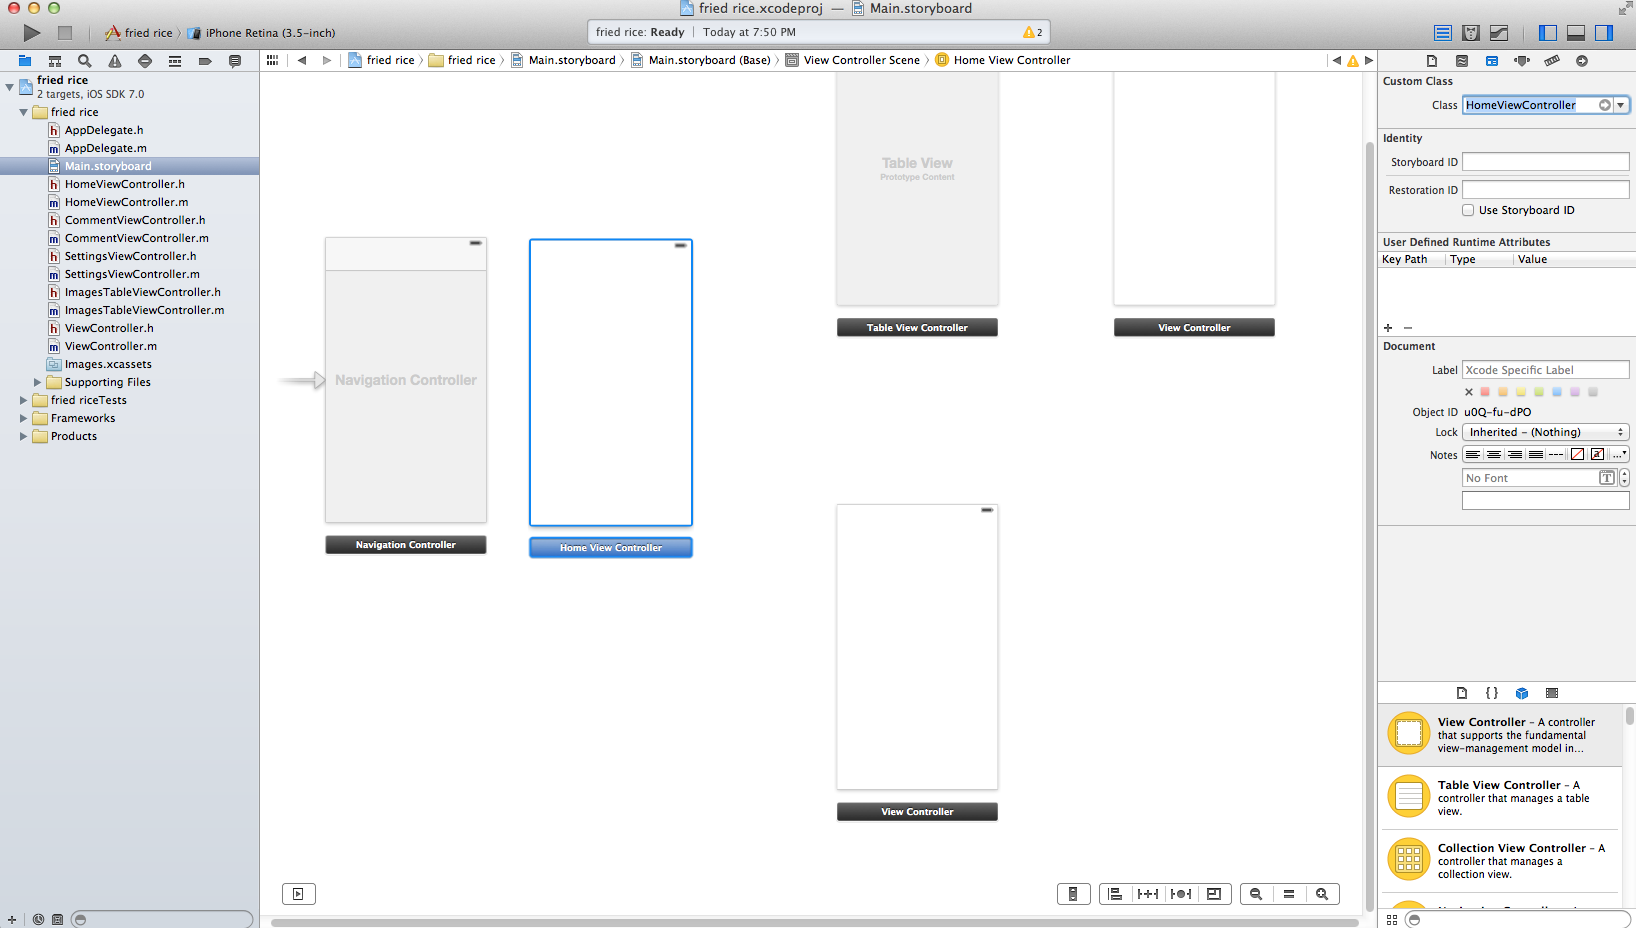 fried rice.xcodeproj — Main.storyboard
fried rice iPhone Retina (3.5-inch)
fried rice: Ready Today at 7:50 PM 2
fried rice fried rice Main.storyboard Main.storyboard (Base) View Controller Scene Home View Controller
fried rice
2 targets, iOS SDK 7.0
fried rice
AppDelegate.h
AppDelegate.m
Main.storyboard
HomeViewController.h
HomeViewController.m
CommentViewController.h
CommentViewController.m
SettingsViewController.h
SettingsViewController.m
ImagesTableViewController.h
ImagesTableViewController.m
ViewController.h
ViewController.m
Images.xcassets
Supporting Files
fried riceTests
Frameworks
Products
Navigation Controller
Navigation Controller
Home View Controller
Table View
Prototype Content
Table View Controller
View Controller
View Controller
Custom Class
Class HomeViewController
Identity
Storyboard ID
Restoration ID
Use Storyboard ID
User Defined Runtime Attributes
Key Path Type Value
Document
Label Xcode Specific Label
Object ID u0Q-fu-dPO
Lock Inherited - (Nothing)
Notes
No Font
View Controller - A controller
that supports the fundamental
view-management model in...
Table View Controller - A
controller that manages a table
view.
Collection View Controller - A
controller that manages a
collection view.